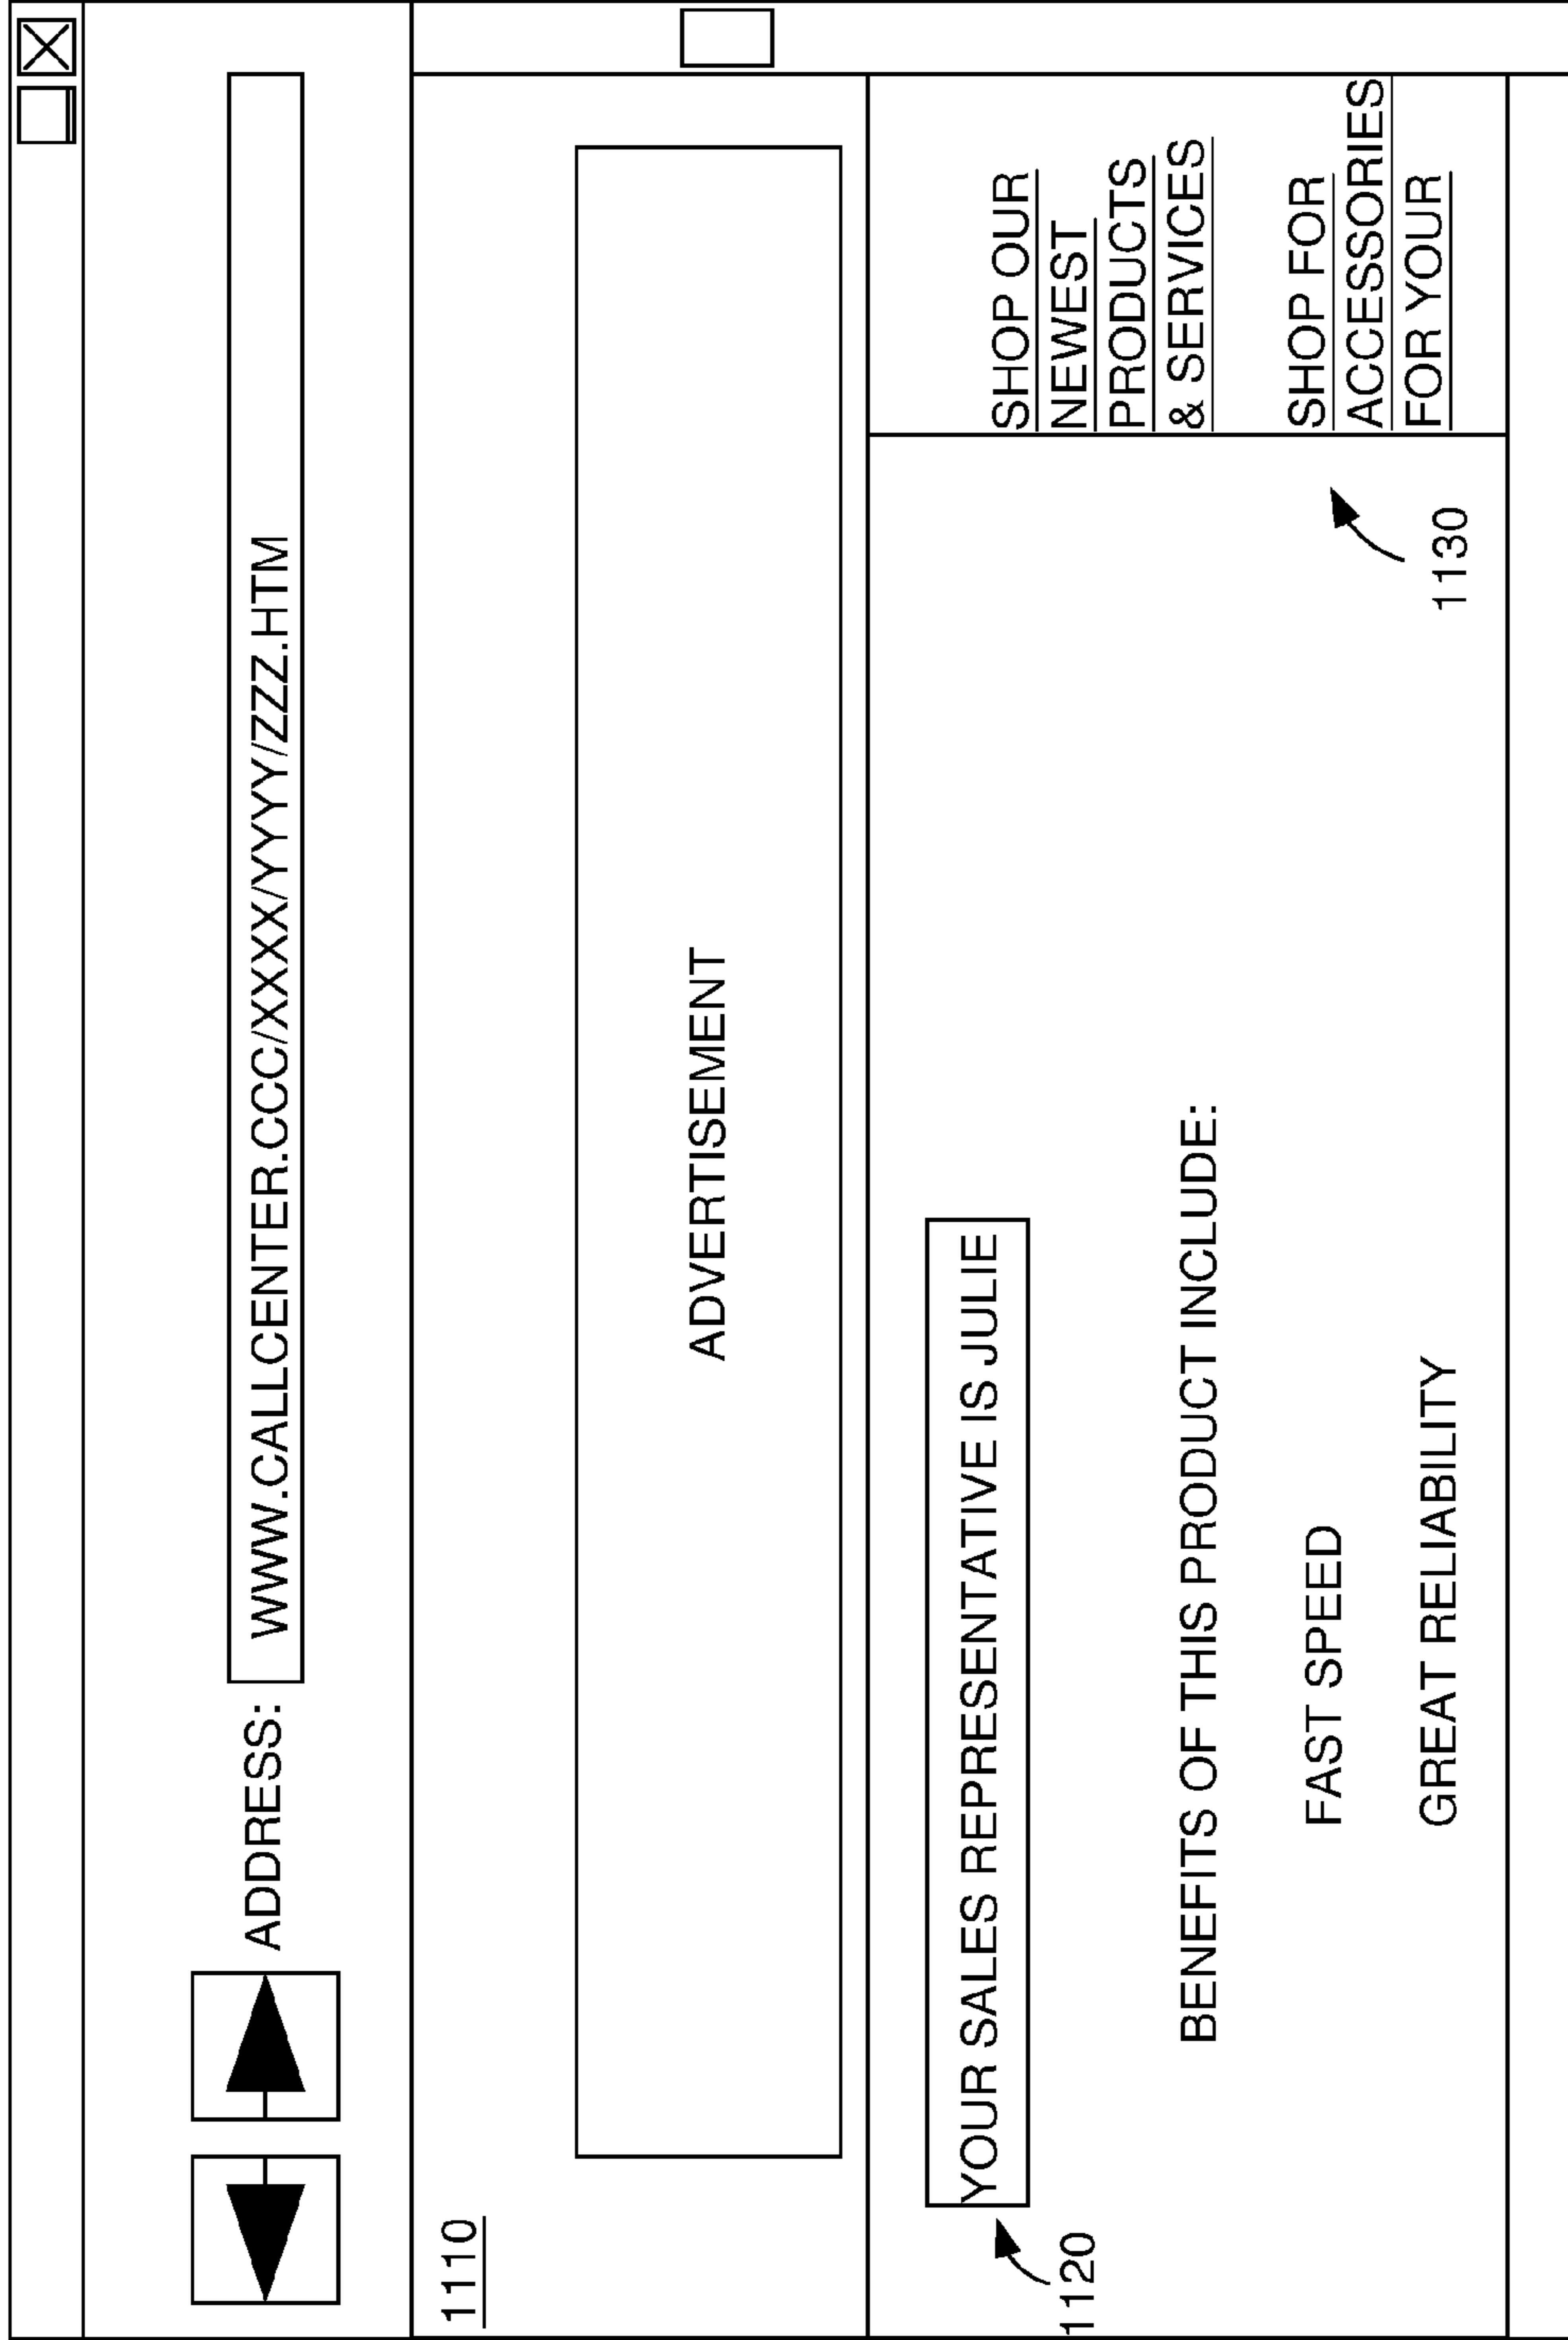 ADDRESS: WWW.CALLCENTER.CCC/XXXX/YYYY/ZZZ.HTM
1110
ADVERTISEMENT
YOUR SALES REPRESENTATIVE IS JULIE
1120
BENEFITS OF THIS PRODUCT INCLUDE:
FAST SPEED
GREAT RELIABILITY
SHOP OUR
NEWEST
PRODUCTS
& SERVICES
SHOP FOR
ACCESSORIES
FOR YOUR
1130